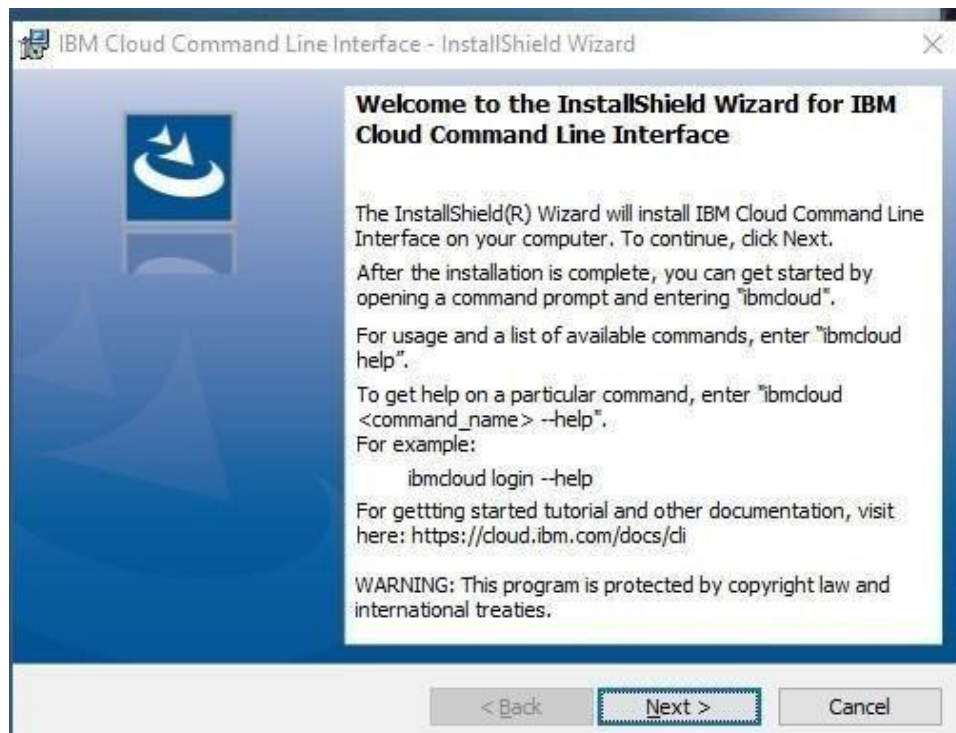 IBM Cloud Command Line Interface - InstallShield Wizard
Welcome to the InstallShield Wizard for IBM
Cloud Command Line Interface
The InstallShield(R) Wizard will install IBM Cloud Command Line
Interface on your computer. To continue, click Next.
After the installation is complete, you can get started by
opening a command prompt and entering "ibmcloud".
For usage and a list of available commands, enter "ibmcloud
help".
To get help on a particular command, enter "ibmcloud
<command_name> --help".
For example:
ibmcloud login --help
For gettting started tutorial and other documentation, visit
here: https://cloud.ibm.com/docs/cli
WARNING: This program is protected by copyright law and
international treaties.
< Back Next > Cancel